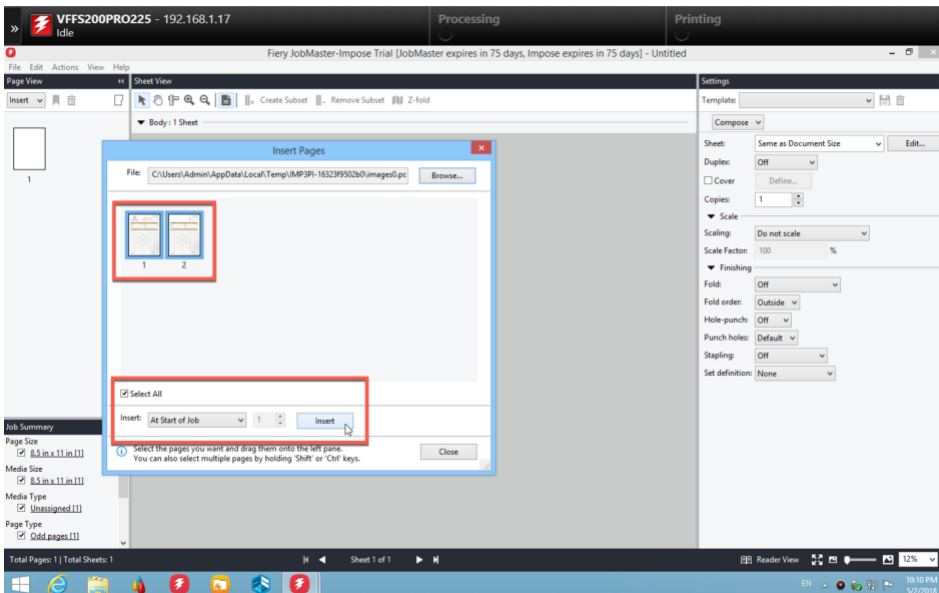 VFFS200PRO225 - 192.168.1.17
Idle
Processing
Printing
Fiery JobMaster-Impose Trial [JobMaster expires in 75 days, Impose expires in 75 days] - Untitled
File Edit Actions View Help
Page View
Sheet View
Settings
Insert
Create Subset
Remove Subset
Z-fold
Template:
Body : 1 Sheet
Compose
1
Insert Pages
File: C:\Users\Admin\AppData\Local\Temp\IMP3PI-16323f9502b0\images0.pc
Browse...
1 2
Select All
Insert: At Start of Job 1 Insert
Select the pages you want and drag them onto the left pane.
You can also select multiple pages by holding 'Shift' or 'Ctrl' keys.
Close
Sheet: Same as Document Size Edit...
Duplex: Off
Cover Define...
Copies: 1
Scale
Scaling: Do not scale
Scale Factor: 100 %
Finishing
Fold: Off
Fold order: Outside
Hole-punch: Off
Punch holes: Default
Stapling: Off
Set definition: None
Job Summary
Page Size
8.5 in x 11 in [1]
Media Size
8.5 in x 11 in [1]
Media Type
Unassigned [1]
Page Type
Odd pages [1]
Total Pages: 1 | Total Sheets: 1
Sheet 1 of 1
Reader View
12%
EN
10:10 PM
5/2/2018